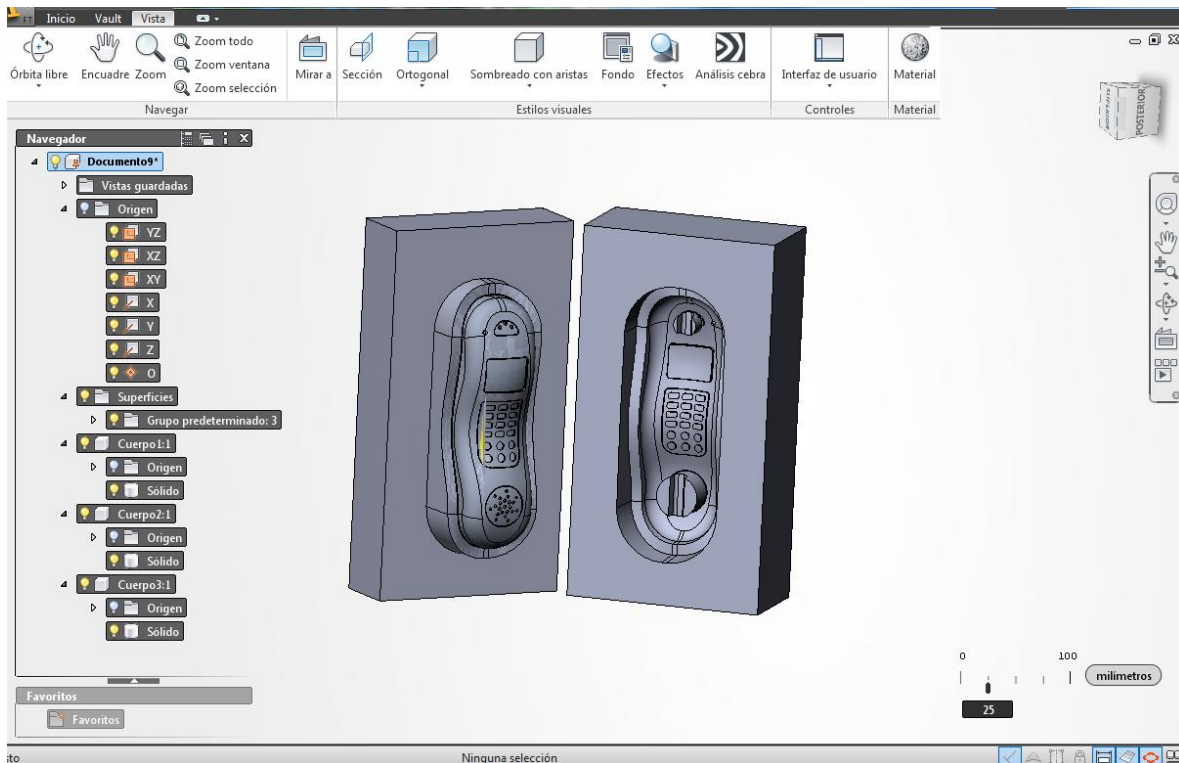 FT Inicio Vault Vista
Órbita libre Encuadre Zoom
Zoom todo
Zoom ventana
Zoom selección
Mirar a Sección Ortogonal Sombreado con aristas Fondo Efectos Análisis cebra Interfaz de usuario Material
Navegar Estilos visuales Controles Material
POSTERIOR
Navegador
Documento9*
Vistas guardadas
Origen
YZ
XZ
XY
X
Y
Z
O
Superficies
Grupo predeterminado: 3
Cuerpo1:1
Origen
Sólido
Cuerpo2:1
Origen
Sólido
Cuerpo3:1
Origen
Sólido
Favoritos
Favoritos
0 100
milímetros
25
sto Ninguna selección